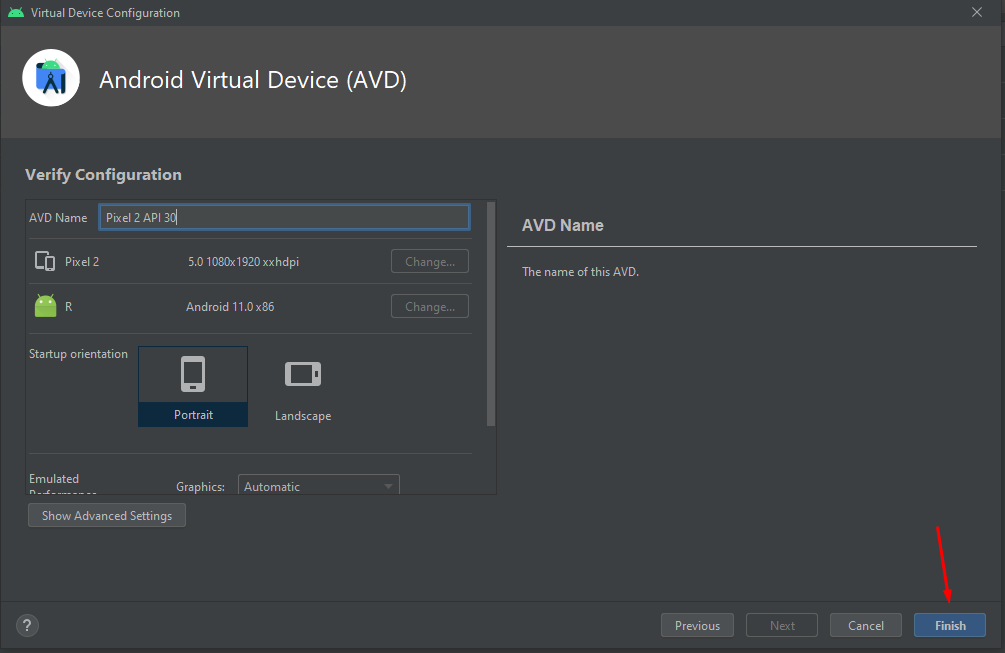 Virtual Device Configuration
Android Virtual Device (AVD)
Verify Configuration
AVD Name Pixel 2 API 30
Pixel 2 5.0 1080x1920 xxhdpi Change...
R Android 11.0 x86 Change...
Startup orientation
Portrait
Landscape
Emulated
Performance
Graphics: Automatic
Show Advanced Settings
AVD Name
The name of this AVD.
?
Previous Next Cancel Finish